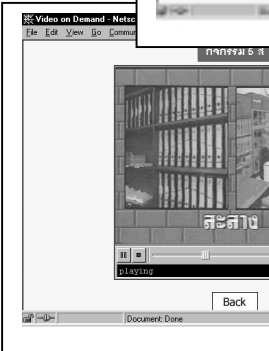 Video on Demand - Netsc
File Edit View Go Commun
กิจกรรม 5 ส
สะสาง
playing
Back
Document: Done